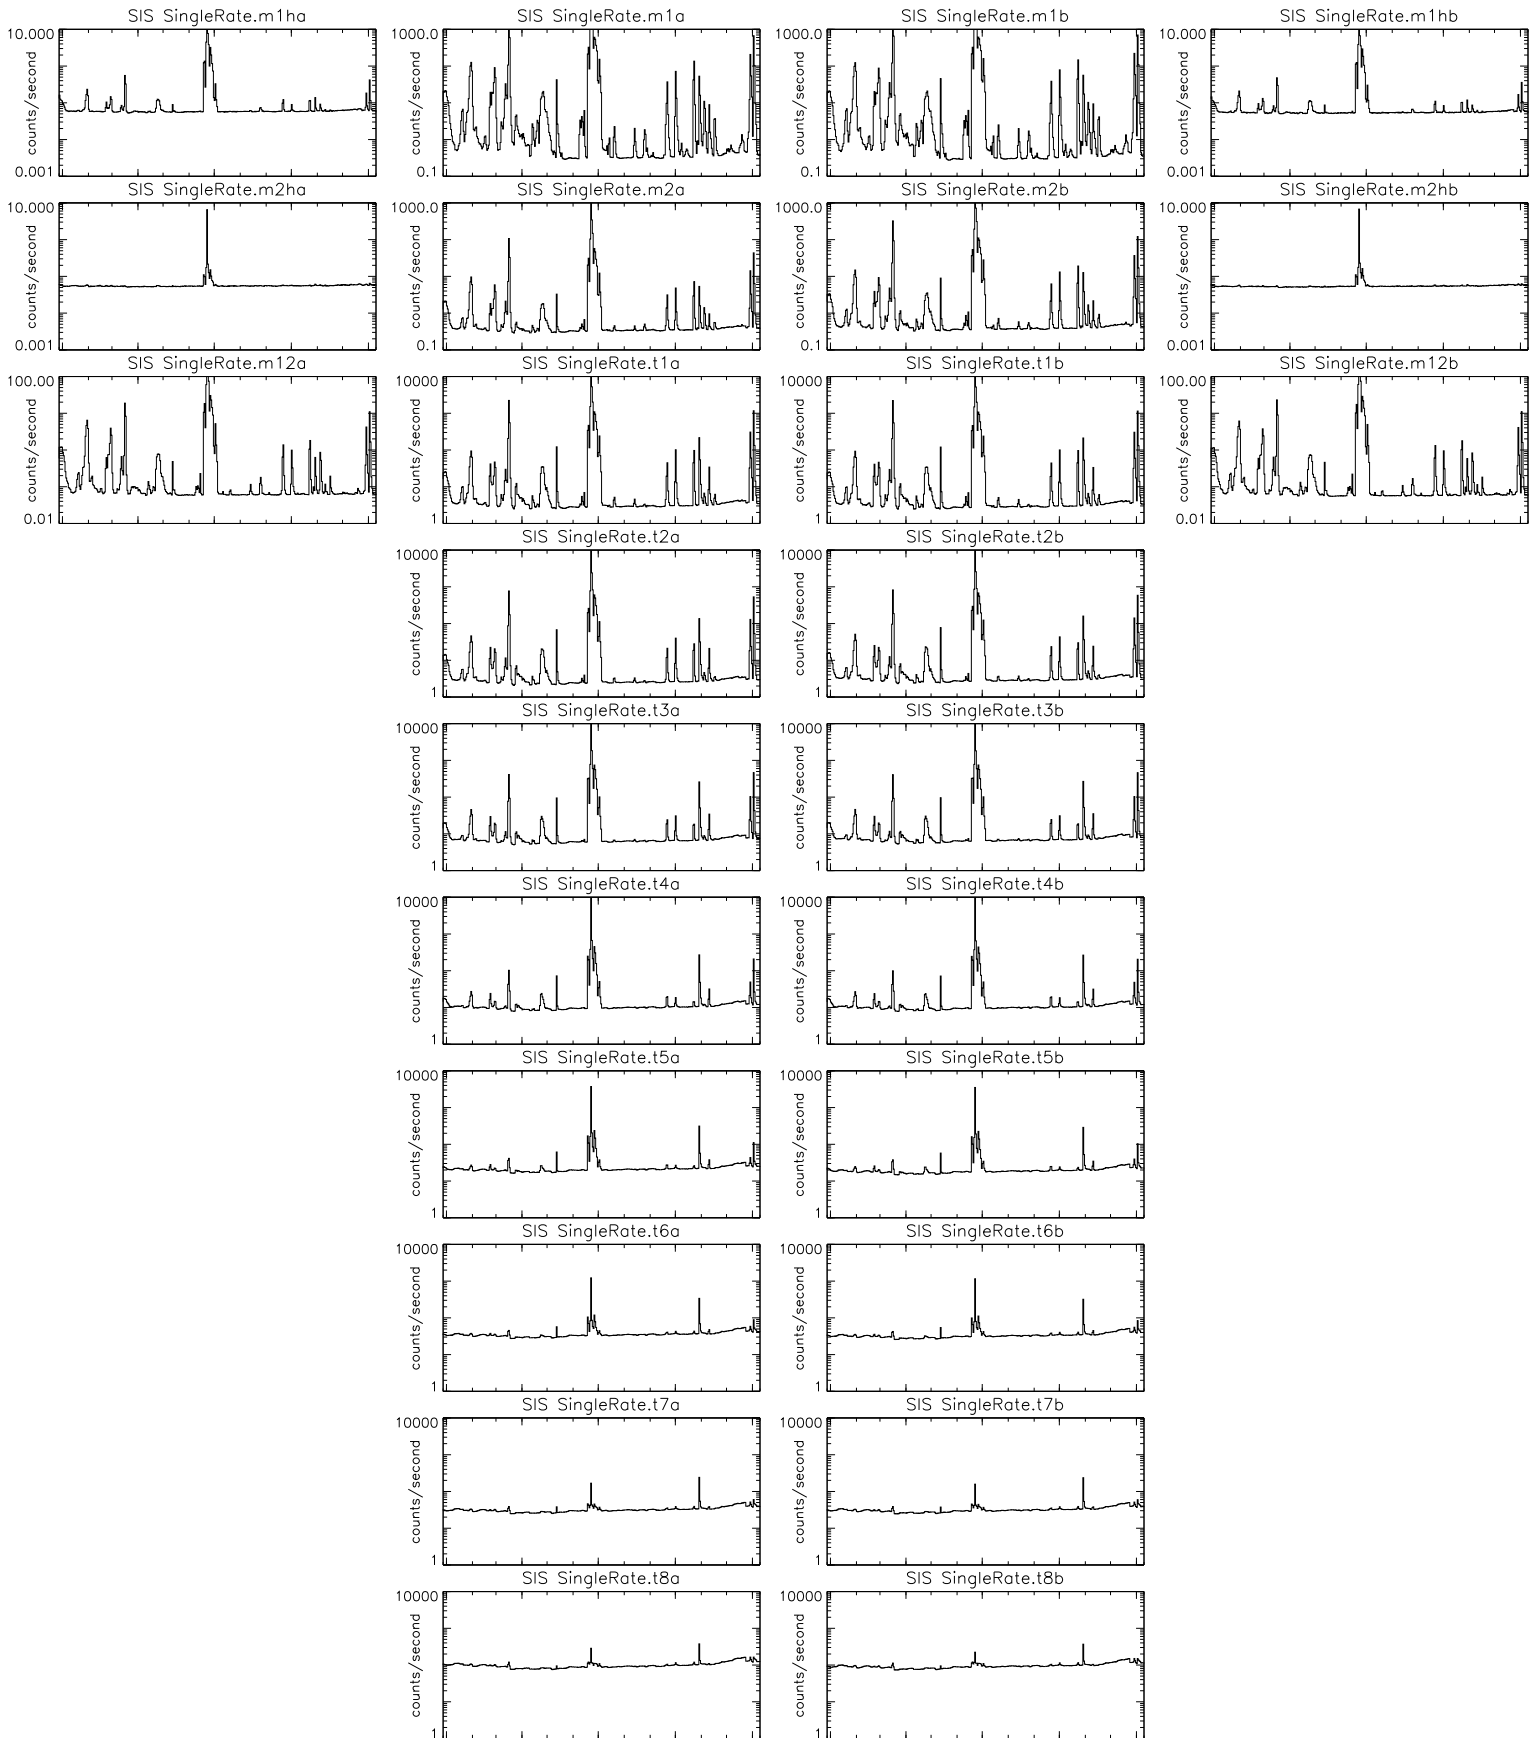 SIS SingleRate.m1ha
10.000
counts/second
0.001
SIS SingleRate.m1a
1000.0
counts/second
0.1
SIS SingleRate.m1b
1000.0
counts/second
0.1
SIS SingleRate.m1hb
10.000
counts/second
0.001
SIS SingleRate.m2ha
10.000
counts/second
0.001
SIS SingleRate.m2a
1000.0
counts/second
0.1
SIS SingleRate.m2b
1000.0
counts/second
0.1
SIS SingleRate.m2hb
10.000
counts/second
0.001
SIS SingleRate.m12a
100.00
counts/second
0.01
SIS SingleRate.t1a
10000
counts/second
1
SIS SingleRate.t1b
10000
counts/second
1
SIS SingleRate.m12b
100.00
counts/second
0.01
SIS SingleRate.t2a
10000
counts/second
1
SIS SingleRate.t2b
10000
counts/second
1
SIS SingleRate.t3a
10000
counts/second
1
SIS SingleRate.t3b
10000
counts/second
1
SIS SingleRate.t4a
10000
counts/second
1
SIS SingleRate.t4b
10000
counts/second
1
SIS SingleRate.t5a
10000
counts/second
1
SIS SingleRate.t5b
10000
counts/second
1
SIS SingleRate.t6a
10000
counts/second
1
SIS SingleRate.t6b
10000
counts/second
1
SIS SingleRate.t7a
10000
counts/second
1
SIS SingleRate.t7b
10000
counts/second
1
SIS SingleRate.t8a
10000
counts/second
1
SIS SingleRate.t8b
10000
counts/second
1